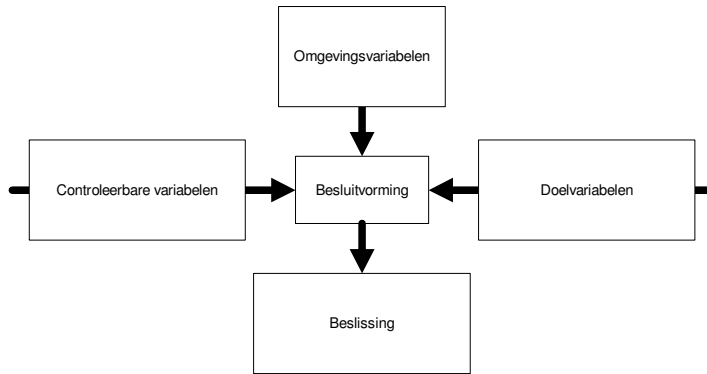 Omgevingsvariabelen
Controleerbare variabelen
Besluitvorming
Doelvariabelen
Beslissing